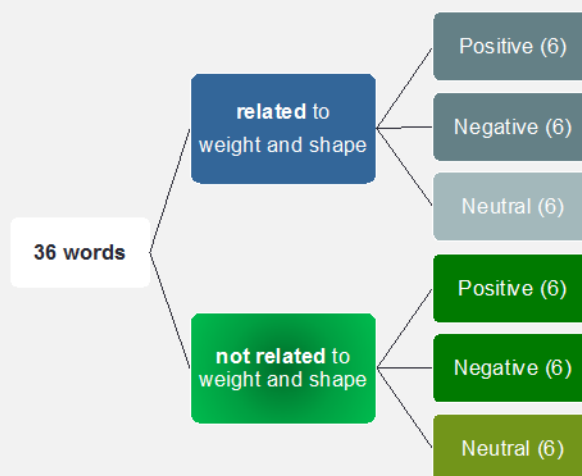 36 words
related to
weight and shape
Positive (6)
Negative (6)
Neutral (6)
not related to
weight and shape
Positive (6)
Negative (6)
Neutral (6)